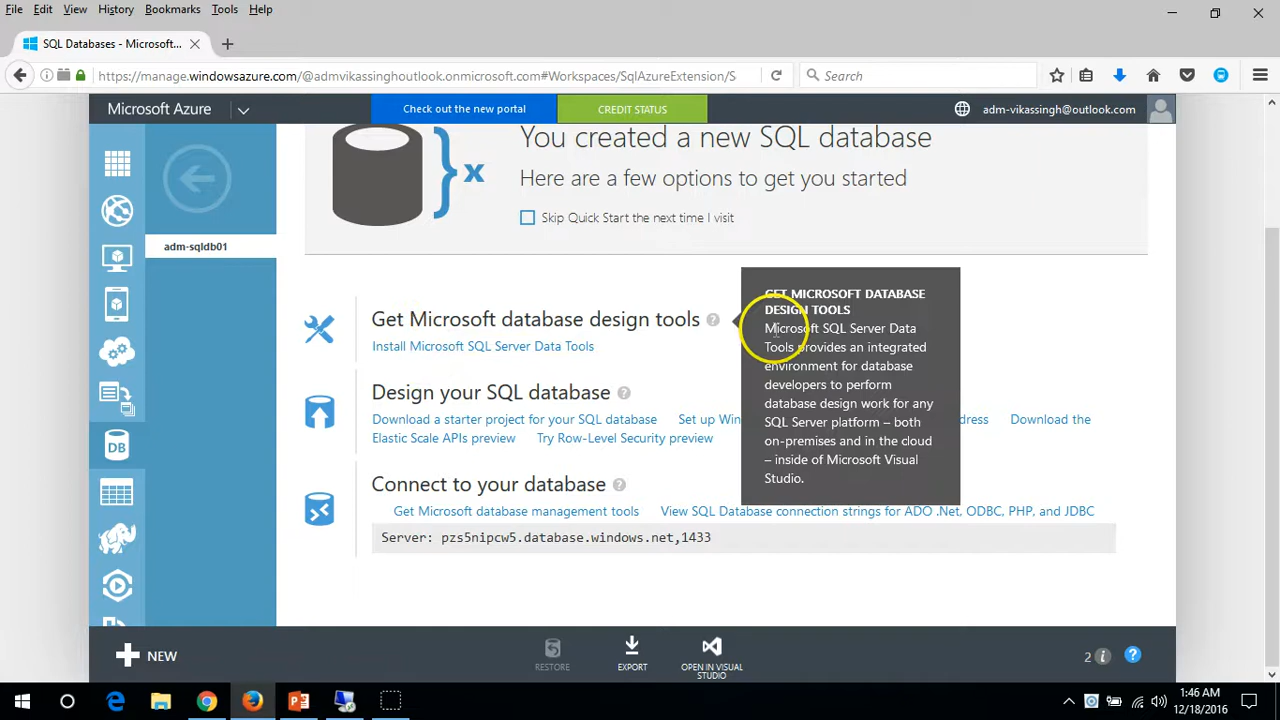 File Edit View History Bookmarks Tools Help
SQL Databases - Microsoft...
https://manage.windowsazure.com/@admvikassinghoutlook.onmicrosoft.com#Workspaces/SqlAzureExtension/S
Search
Microsoft Azure
Check out the new portal
CREDIT STATUS
adm-vikassingh@outlook.com
You created a new SQL database
Here are a few options to get you started
Skip Quick Start the next time I visit
adm-sqldb01
x
Get Microsoft database design tools ?
Install Microsoft SQL Server Data Tools
GET MICROSOFT DATABASE
DESIGN TOOLS
Microsoft SQL Server Data
Tools provides an integrated
environment for database
developers to perform
database design work for any
SQL Server platform – both
on-premises and in the cloud
– inside of Microsoft Visual
Studio.
Design your SQL database ?
Download a starter project for your SQL database Set up Win dress Download the
Elastic Scale APIs preview Try Row-Level Security preview
DB
Connect to your database ?
Get Microsoft database management tools View SQL Database connection strings for ADO .Net, ODBC, PHP, and JDBC
Server: pzs5nipcw5.database.windows.net,1433
+ NEW
RESTORE
EXPORT
OPEN IN VISUAL
STUDIO
2 i ?
1:46 AM
12/18/2016